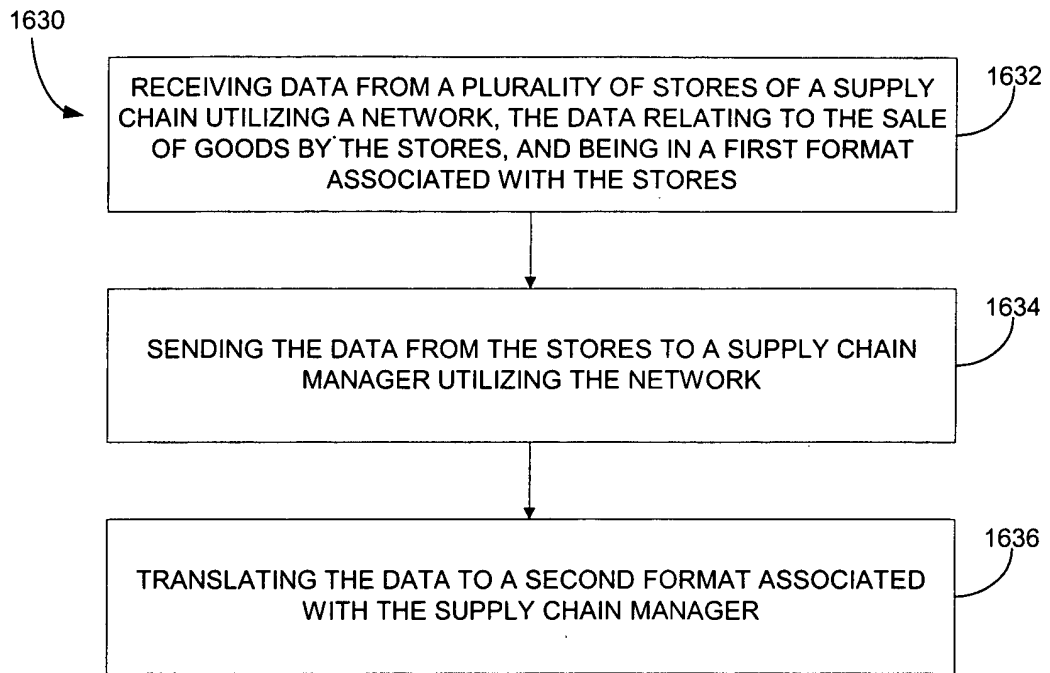 1630
RECEIVING DATA FROM A PLURALITY OF STORES OF A SUPPLY
CHAIN UTILIZING A NETWORK, THE DATA RELATING TO THE SALE
OF GOODS BY THE STORES, AND BEING IN A FIRST FORMAT
ASSOCIATED WITH THE STORES
1632
SENDING THE DATA FROM THE STORES TO A SUPPLY CHAIN
MANAGER UTILIZING THE NETWORK
1634
TRANSLATING THE DATA TO A SECOND FORMAT ASSOCIATED
WITH THE SUPPLY CHAIN MANAGER
1636